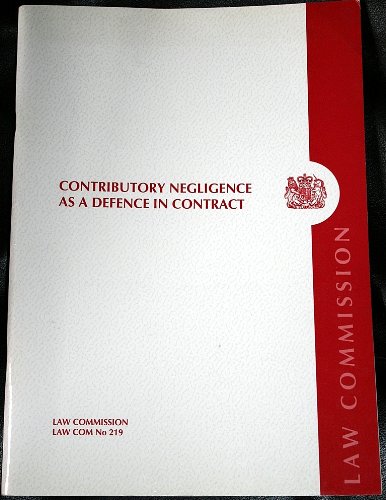 CONTRIBUTORY NEGLIGENCE
AS A DEFENCE IN CONTRACT
LAW COMMISSION
LAW COM No 219
LAW COMMISSION